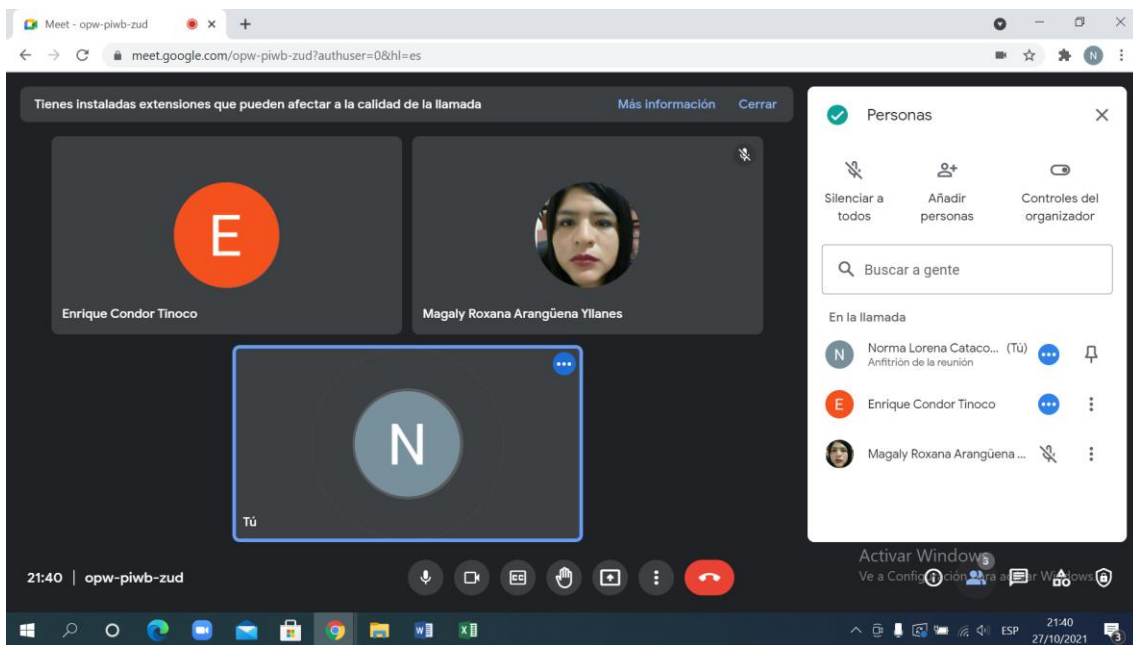 Meet - opw-piwb-zud
meet.google.com/opw-piwb-zud?authuser=0&hl=es
N
Tienes instaladas extensiones que pueden afectar a la calidad de la llamada Más información Cerrar
E
Enrique Condor Tinoco
Magaly Roxana Arangüena Yllanes
N
Tú
Personas
Silenciar a
todos
Añadir
personas
Controles del
organizador
Buscar a gente
En la llamada
N
Norma Lorena Cataco... (Tú)
Anfitrión de la reunión
E
Enrique Condor Tinoco
Magaly Roxana Arangüena ...
Activar Windows
Ve a Configuración para activar Windows.
3
21:40 | opw-piwb-zud
CC
ESP
21:40
27/10/2021
3